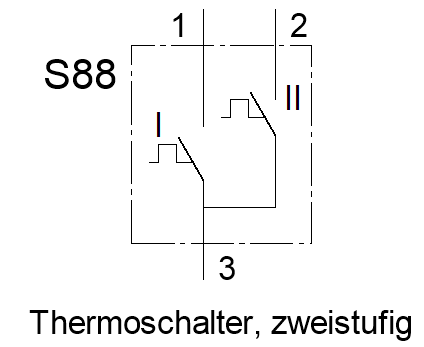 1 2
S88
II
I
3
Thermoschalter, zweistufig